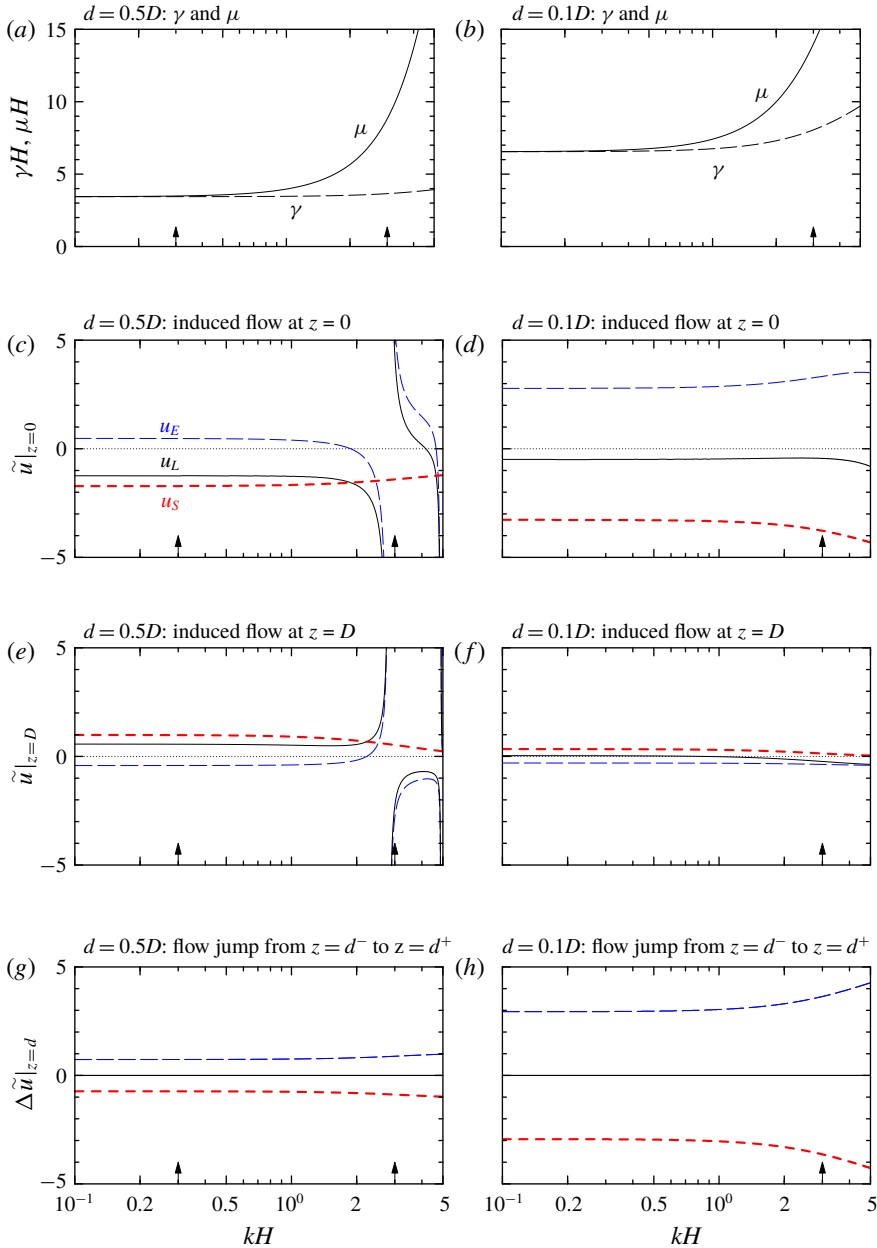 (a) d = 0.5D: γ and μ
(b) d = 0.1D: γ and μ
γH, μH
15
10
5
0
μ
γ
μ
γ
(c) d = 0.5D: induced flow at z = 0
(d) d = 0.1D: induced flow at z = 0
ũ|z=0
5
0
−5
u_E
u_L
u_S
(e) d = 0.5D: induced flow at z = D
(f) d = 0.1D: induced flow at z = D
ũ|z=D
5
0
−5
(g) d = 0.5D: flow jump from z = d⁻ to z = d⁺
(h) d = 0.1D: flow jump from z = d⁻ to z = d⁺
Δũ|z=d
5
0
−5
10⁻¹ 0.2 0.5 10⁰ 2 5
10⁻¹ 0.2 0.5 10⁰ 2 5
kH
kH